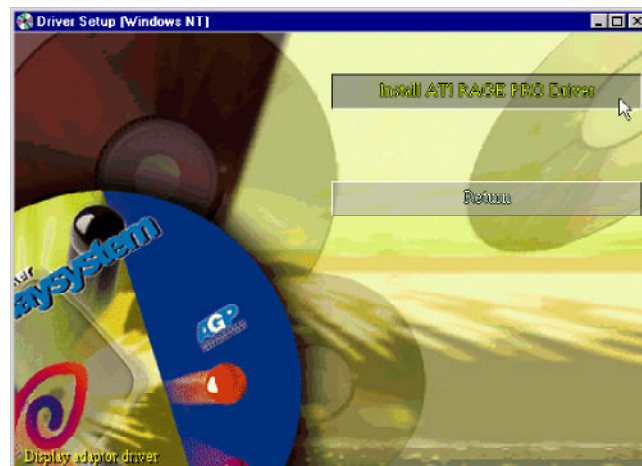 Driver Setup (Windows NT)
Install ATI RAGE PRO Driver
Return
aysystem
AGP
Display adaptor driver